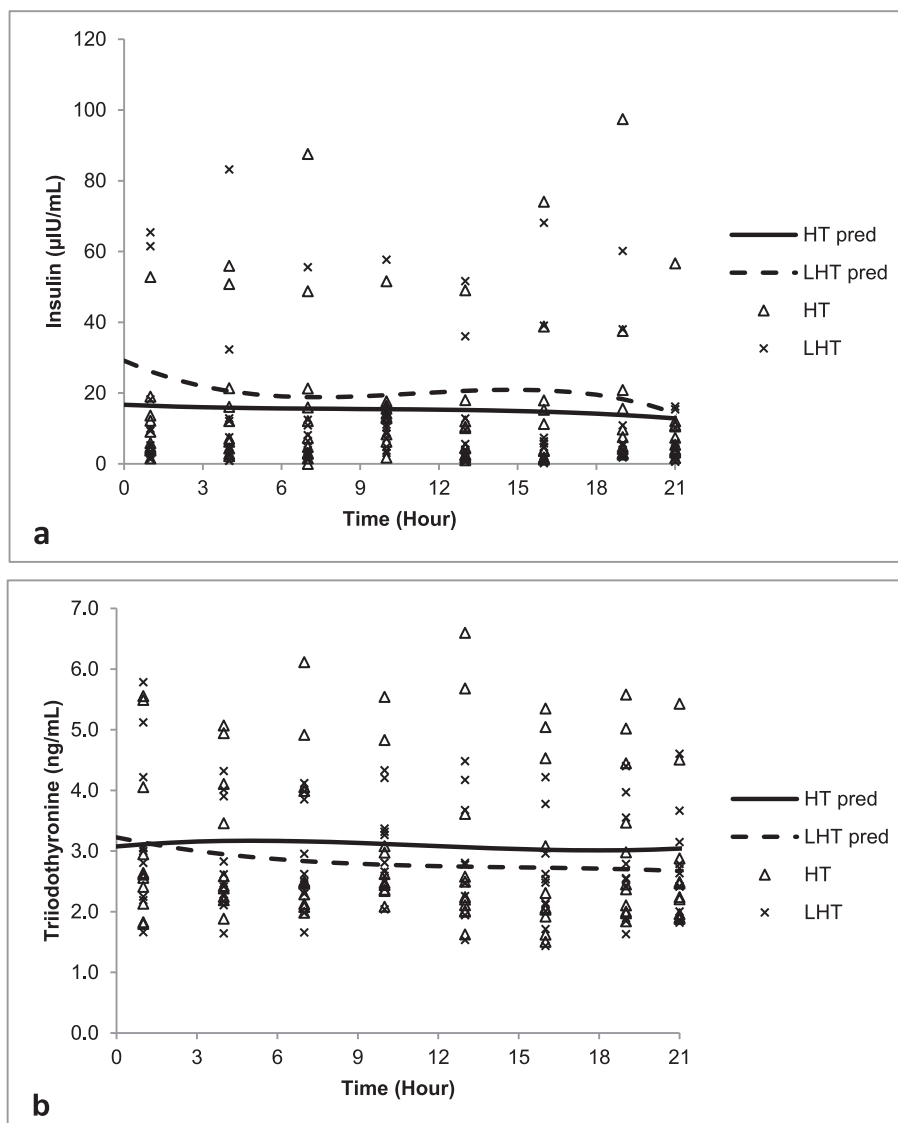 120
100
80
60
40
20
0
Insulin (µIU/mL)
0 3 6 9 12 15 18 21
Time (Hour)
HT pred
LHT pred
HT
LHT
a
7.0
6.0
5.0
4.0
3.0
2.0
1.0
0.0
Triiodothyronine (ng/mL)
0 3 6 9 12 15 18 21
Time (Hour)
HT pred
LHT pred
HT
LHT
b